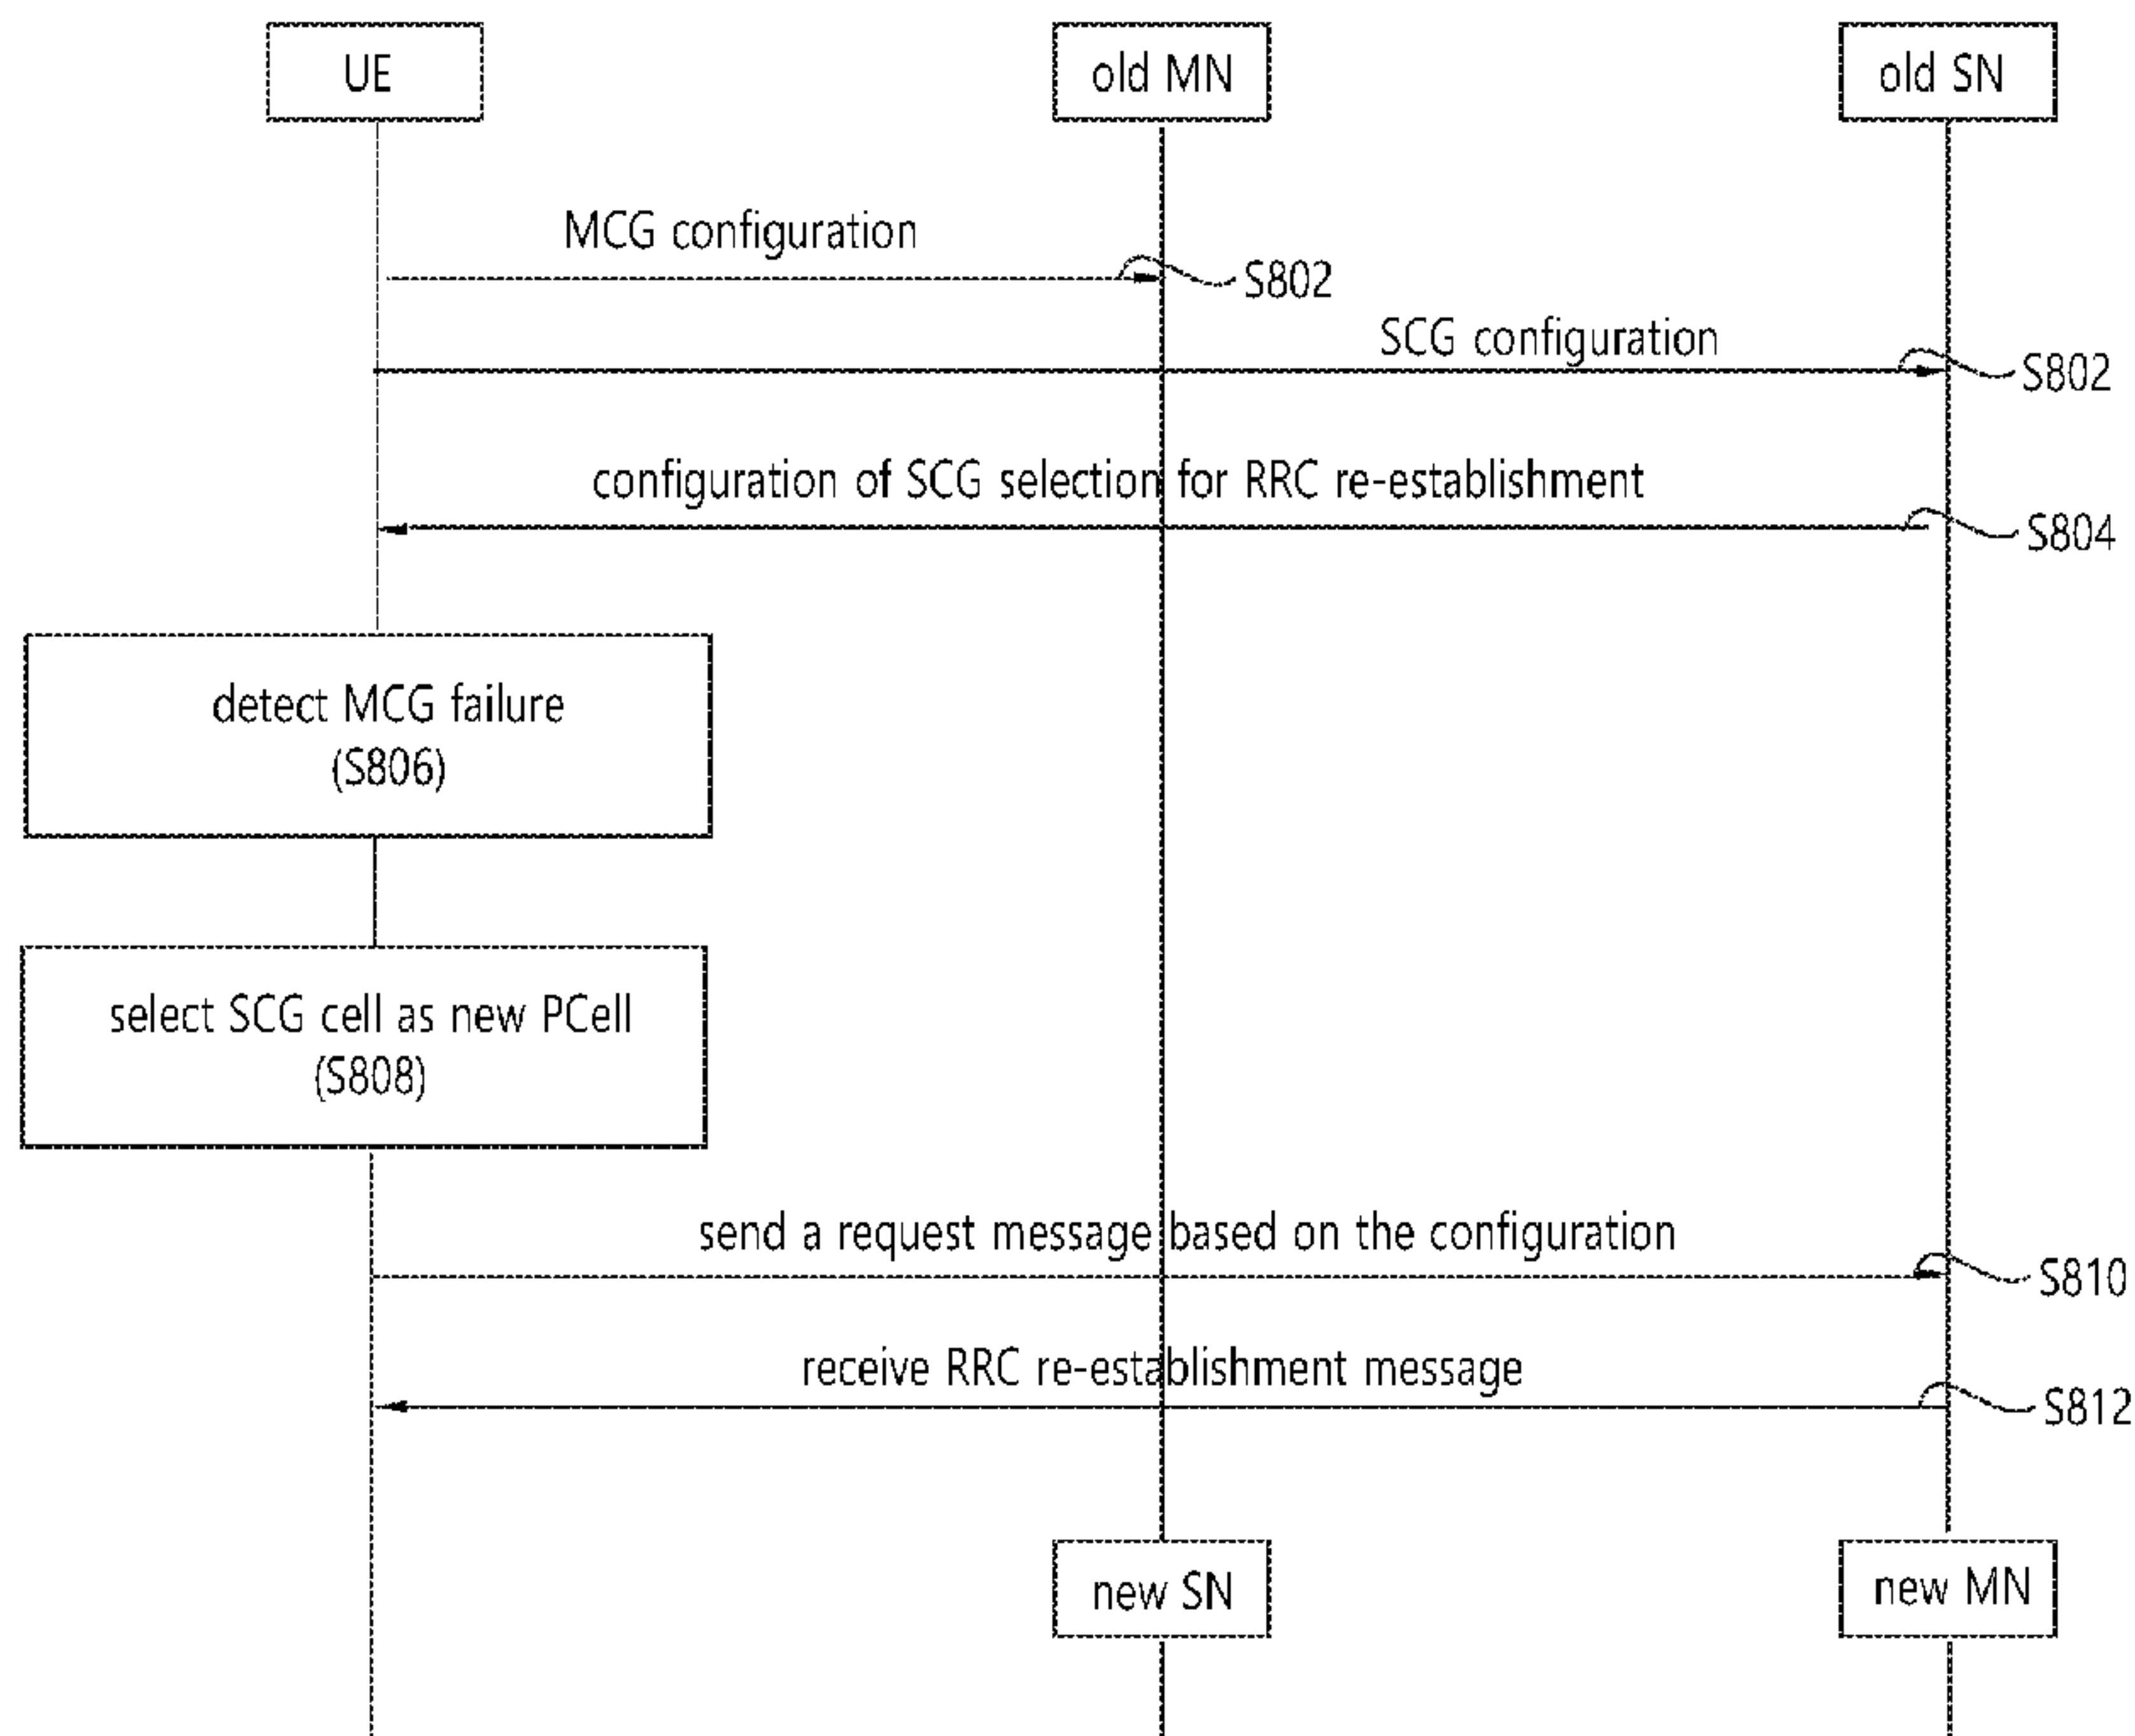 UE
old MN
old SN
MCG configuration
S802
SCG configuration
S802
configuration of SCG selection for RRC re-establishment
S804
detect MCG failure
(S806)
select SCG cell as new PCell
(S808)
send a request message based on the configuration
S810
receive RRC re-establishment message
S812
new SN
new MN